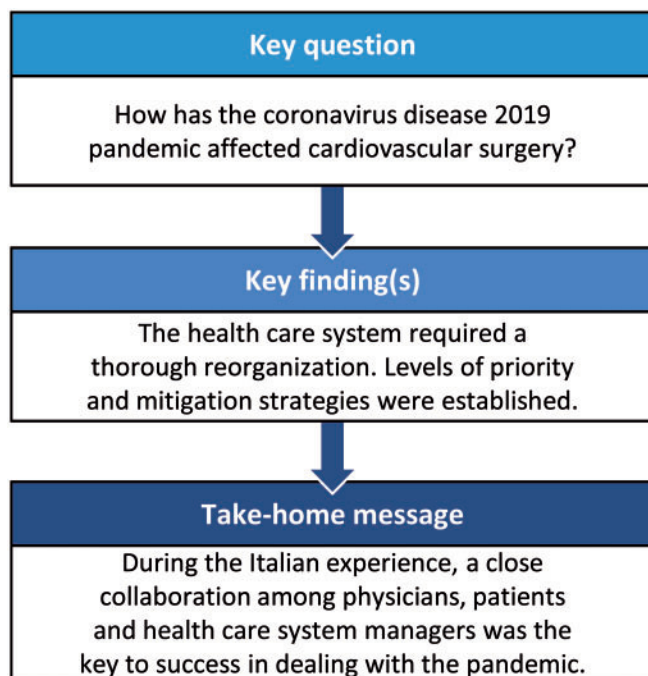 Key question
How has the coronavirus disease 2019
pandemic affected cardiovascular surgery?
Key finding(s)
The health care system required a
thorough reorganization. Levels of priority
and mitigation strategies were established.
Take-home message
During the Italian experience, a close
collaboration among physicians, patients
and health care system managers was the
key to success in dealing with the pandemic.